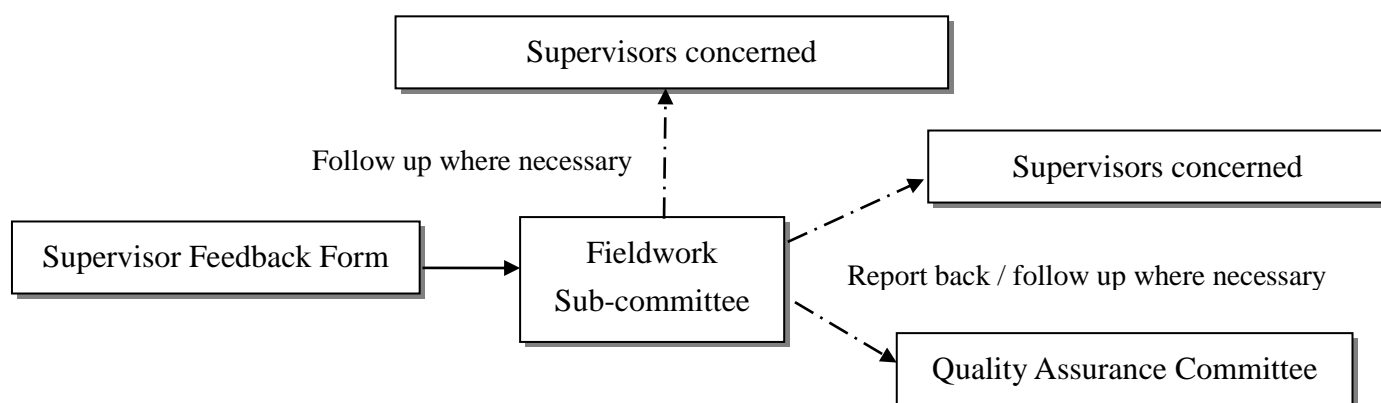 Supervisors concerned
Follow up where necessary
Supervisors concerned
Supervisor Feedback Form
Fieldwork
Sub-committee
Report back / follow up where necessary
Quality Assurance Committee